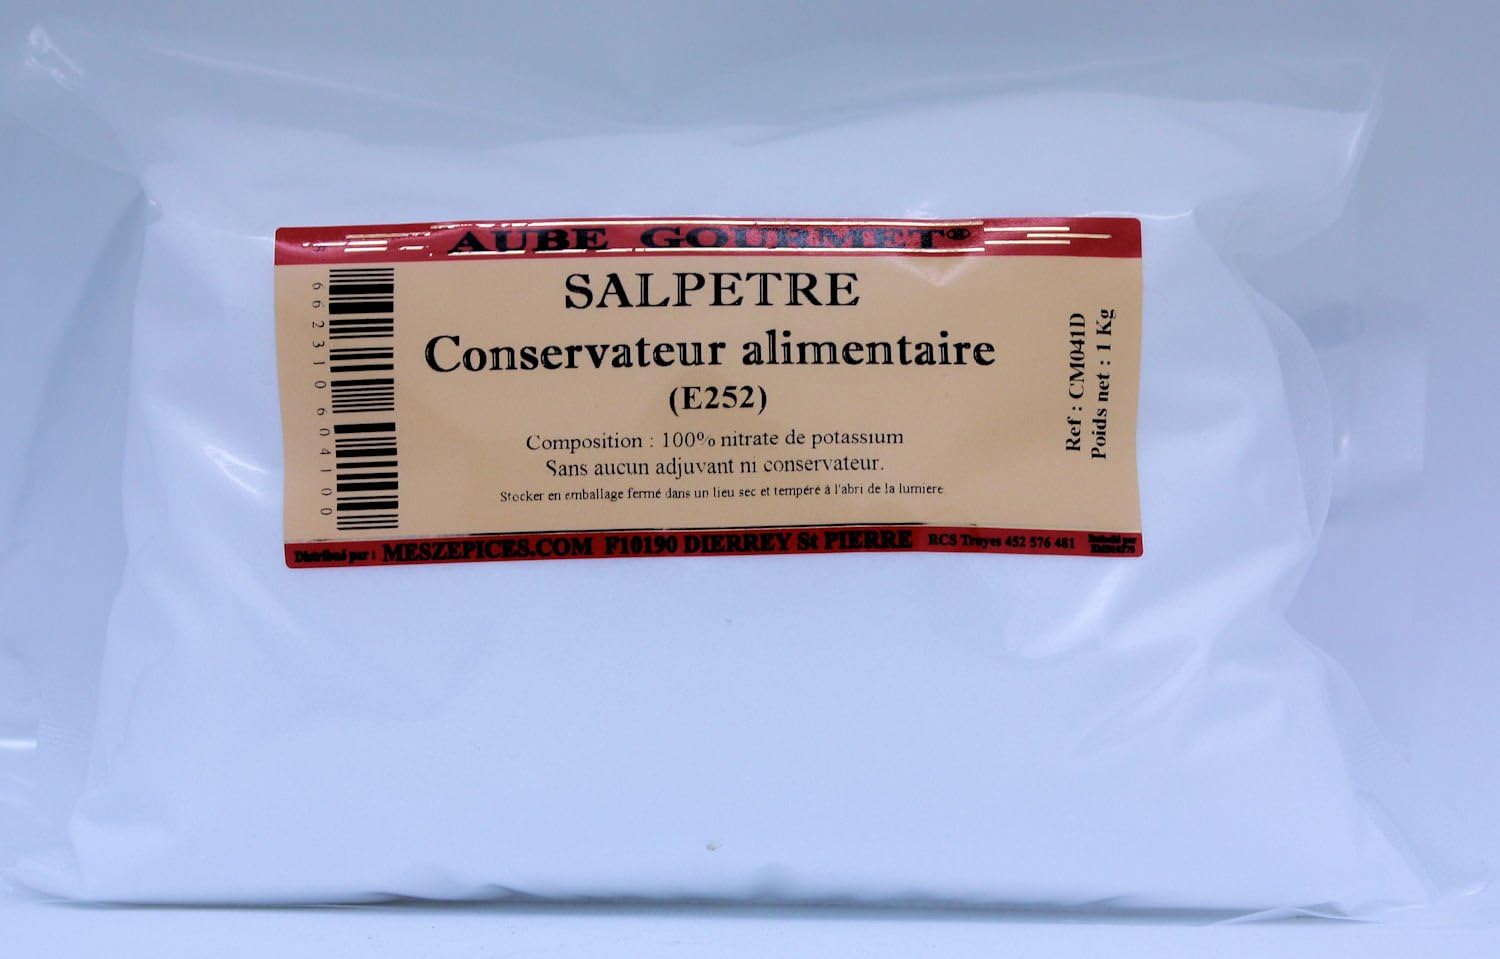 AUBE GOURMET®
SALPETRE
Conservateur alimentaire
(E252)
Composition : 100% nitrate de potassium
Sans aucun adjuvant ni conservateur.
Stocker en emballage fermé dans un lieu sec et tempéré à l'abri de la lumiere
Ref : CM041D
Poids net : 1 Kg
662310604100
Distribué par : MESZEPICES.COM F10190 DIERREY St PIERRE RCS Troyes 452 576 481